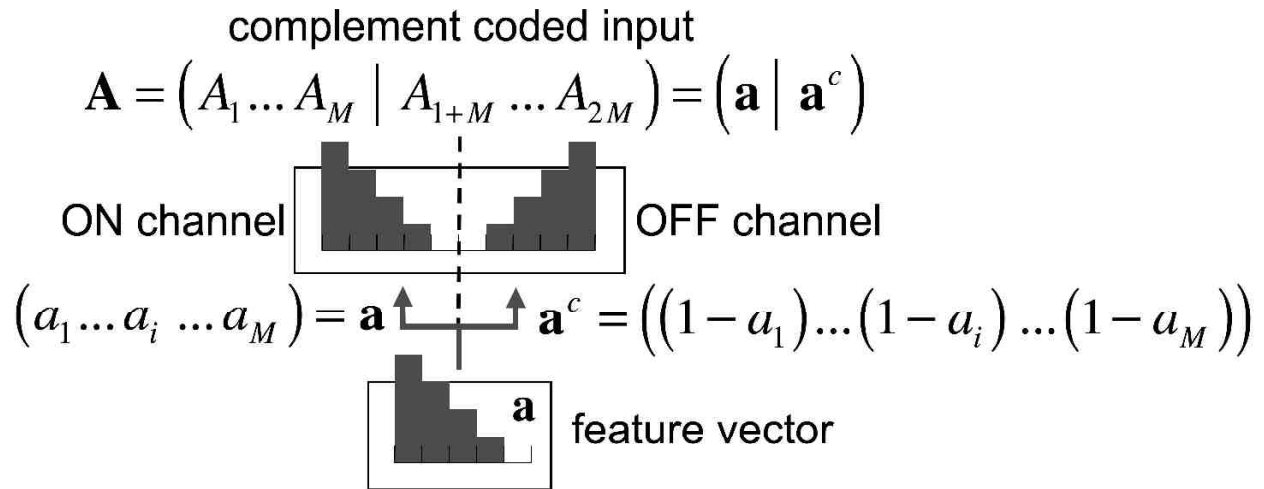 complement coded input
A = (A₁ ... A_M | A_{1+M} ... A_{2M}) = (a | a^c)
ON channel OFF channel
(a₁ ... a_i ... a_M) = a a^c = ((1 − a₁) ... (1 − a_i) ... (1 − a_M))
a
feature vector